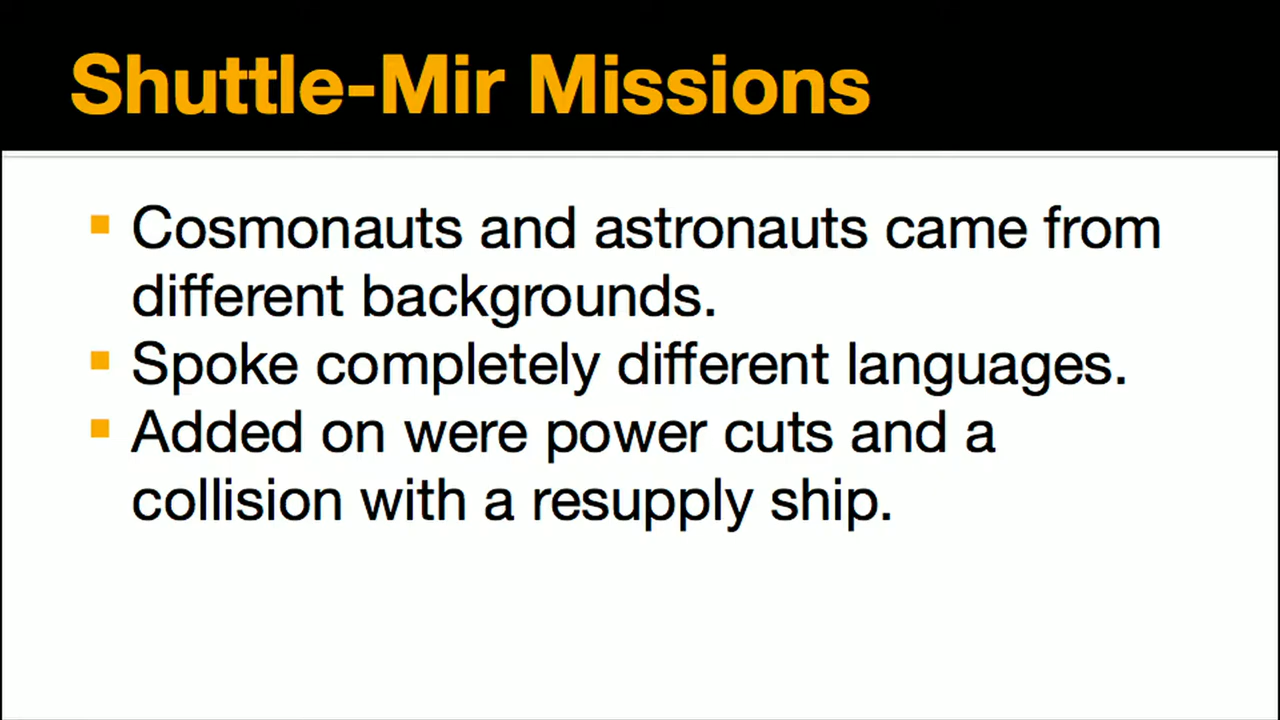 Shuttle-Mir Missions
Cosmonauts and astronauts came from
different backgrounds.
Spoke completely different languages.
Added on were power cuts and a
collision with a resupply ship.